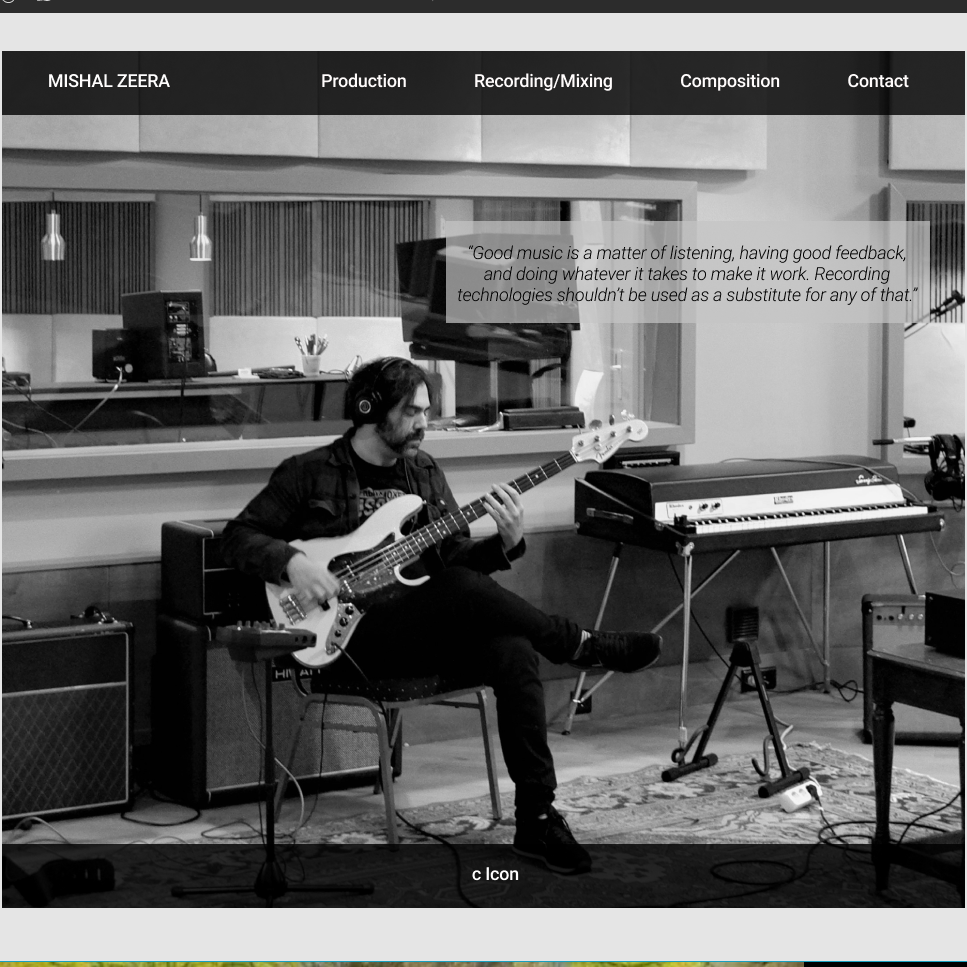 MISHAL ZEERA
Production
Recording/Mixing
Composition
Contact
“Good music is a matter of listening, having good feedback,
and doing whatever it takes to make it work. Recording
technologies shouldn’t be used as a substitute for any of that.”
c Icon